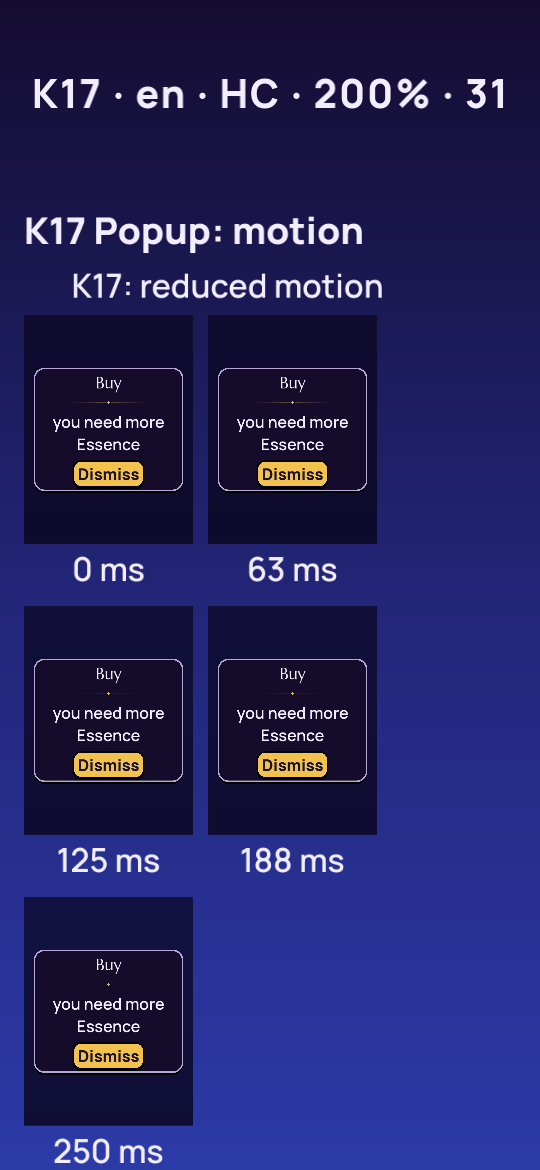 K17 · en · HC · 200% · 31
K17 Popup: motion
K17: reduced motion
Buy
you need more
Essence
Dismiss
0 ms
Buy
you need more
Essence
Dismiss
63 ms
Buy
you need more
Essence
Dismiss
125 ms
Buy
you need more
Essence
Dismiss
188 ms
Buy
you need more
Essence
Dismiss
250 ms